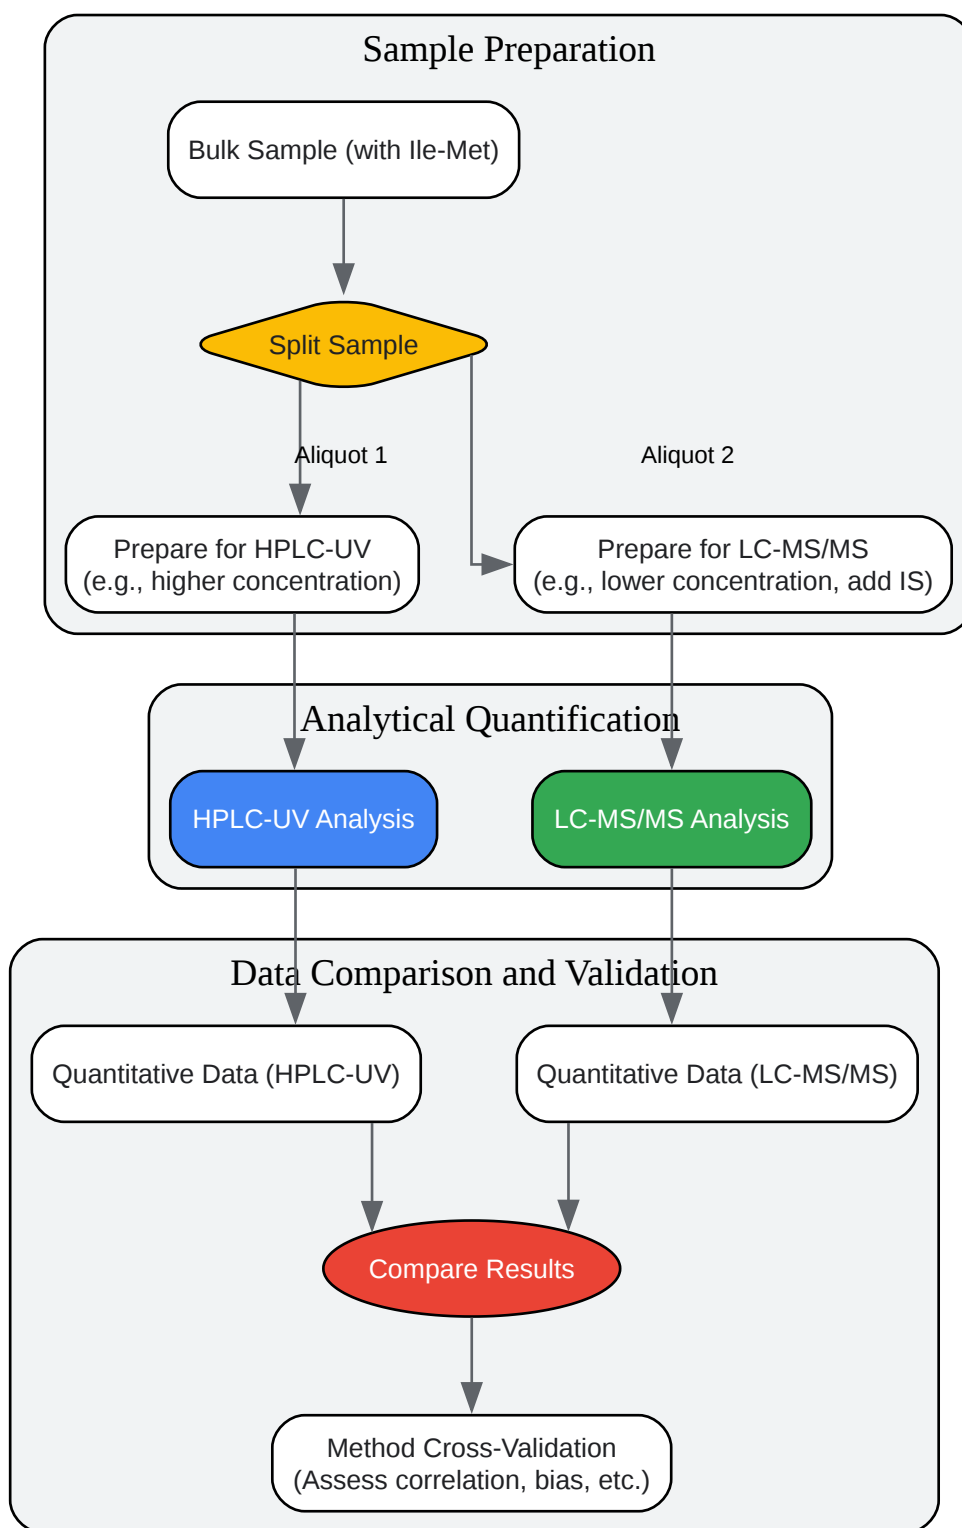 Sample Preparation
Bulk Sample (with Ile-Met)
Split Sample
Aliquot 1
Aliquot 2
Prepare for HPLC-UV
(e.g., higher concentration)
Prepare for LC-MS/MS
(e.g., lower concentration, add IS)
Analytical Quantification
HPLC-UV Analysis
LC-MS/MS Analysis
Data Comparison and Validation
Quantitative Data (HPLC-UV)
Quantitative Data (LC-MS/MS)
Compare Results
Method Cross-Validation
(Assess correlation, bias, etc.)